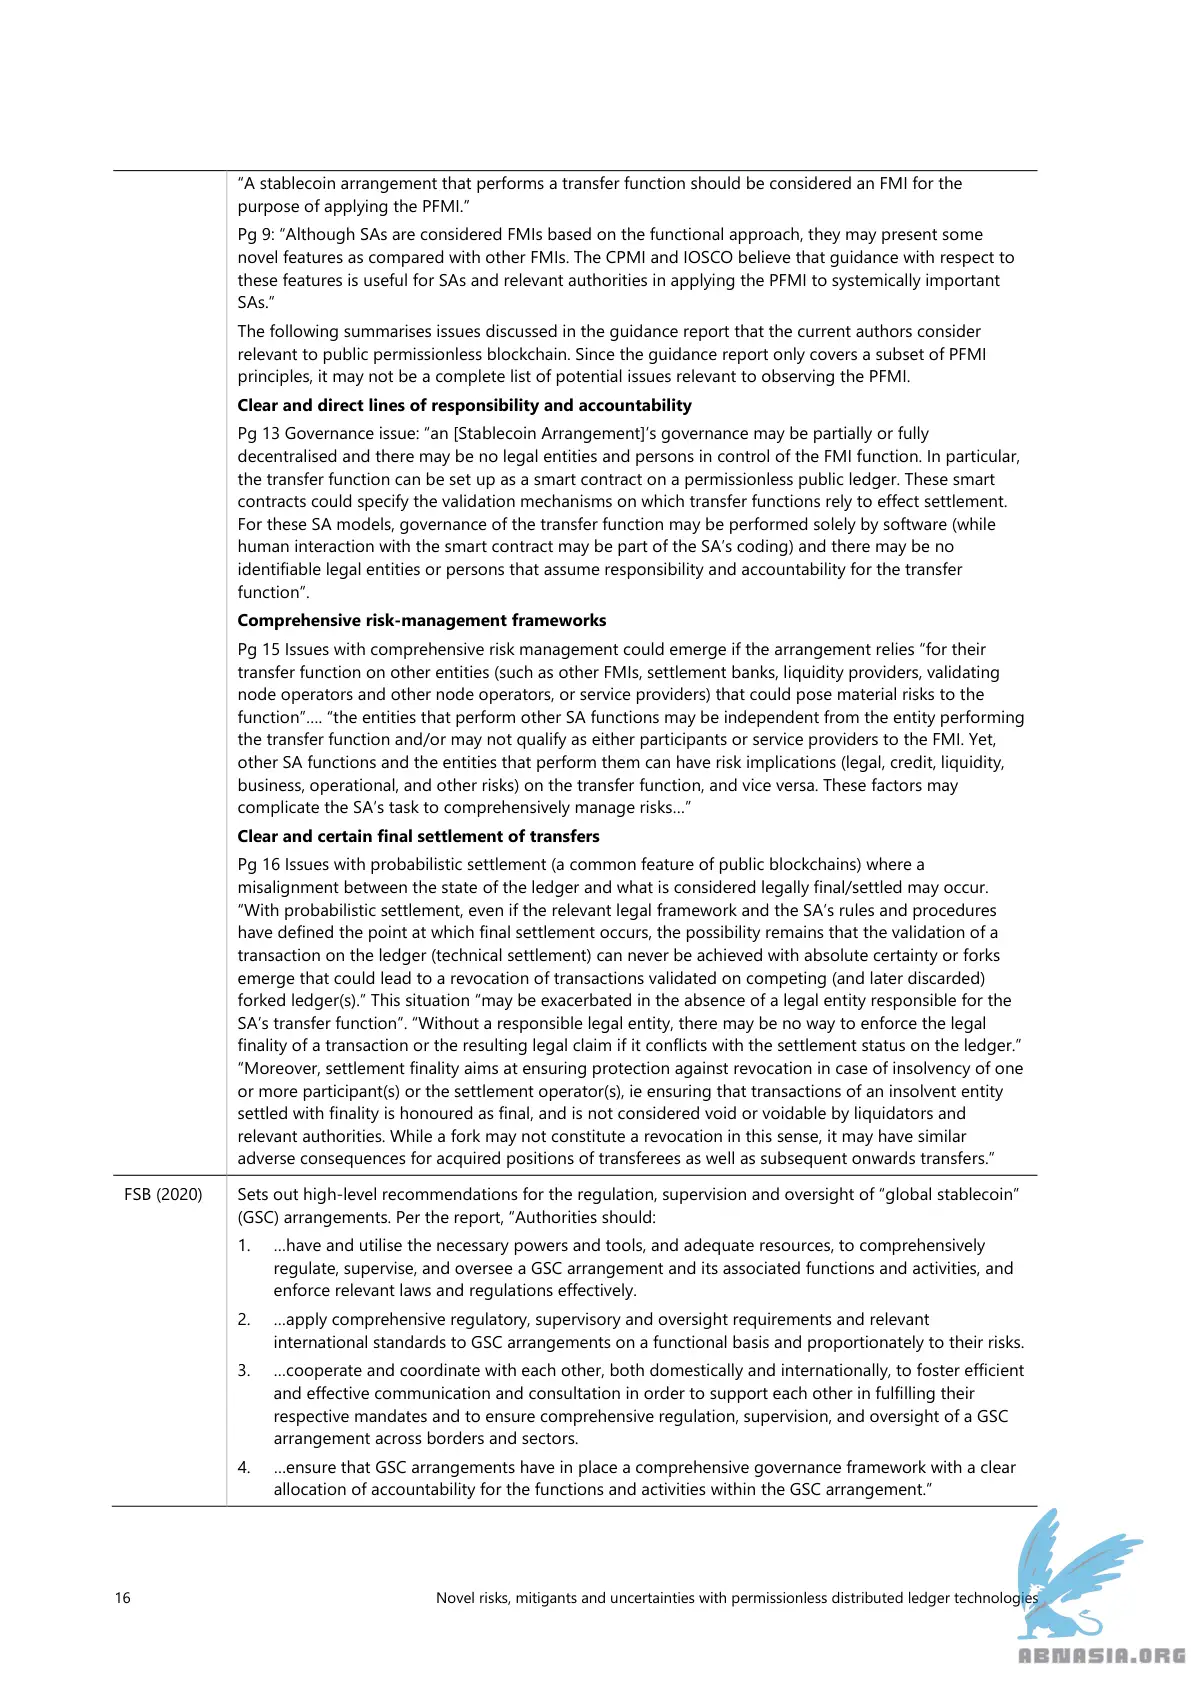 “A stablecoin arrangement that performs a transfer function should be considered an FMI for the
purpose of applying the PFMI.”
Pg 9: “Although SAs are considered FMIs based on the functional approach, they may present some
novel features as compared with other FMIs. The CPMI and IOSCO believe that guidance with respect to
these features is useful for SAs and relevant authorities in applying the PFMI to systemically important
SAs.”
The following summarises issues discussed in the guidance report that the current authors consider
relevant to public permissionless blockchain. Since the guidance report only covers a subset of PFMI
principles, it may not be a complete list of potential issues relevant to observing the PFMI.
Clear and direct lines of responsibility and accountability
Pg 13 Governance issue: “an [Stablecoin Arrangement]’s governance may be partially or fully
decentralised and there may be no legal entities and persons in control of the FMI function. In particular,
the transfer function can be set up as a smart contract on a permissionless public ledger. These smart
contracts could specify the validation mechanisms on which transfer functions rely to effect settlement.
For these SA models, governance of the transfer function may be performed solely by software (while
human interaction with the smart contract may be part of the SA’s coding) and there may be no
identifiable legal entities or persons that assume responsibility and accountability for the transfer
function”.
Comprehensive risk-management frameworks
Pg 15 Issues with comprehensive risk management could emerge if the arrangement relies “for their
transfer function on other entities (such as other FMIs, settlement banks, liquidity providers, validating
node operators and other node operators, or service providers) that could pose material risks to the
function”…. “the entities that perform other SA functions may be independent from the entity performing
the transfer function and/or may not qualify as either participants or service providers to the FMI. Yet,
other SA functions and the entities that perform them can have risk implications (legal, credit, liquidity,
business, operational, and other risks) on the transfer function, and vice versa. These factors may
complicate the SA’s task to comprehensively manage risks…”
Clear and certain final settlement of transfers
Pg 16 Issues with probabilistic settlement (a common feature of public blockchains) where a
misalignment between the state of the ledger and what is considered legally final/settled may occur.
“With probabilistic settlement, even if the relevant legal framework and the SA’s rules and procedures
have defined the point at which final settlement occurs, the possibility remains that the validation of a
transaction on the ledger (technical settlement) can never be achieved with absolute certainty or forks
emerge that could lead to a revocation of transactions validated on competing (and later discarded)
forked ledger(s).” This situation “may be exacerbated in the absence of a legal entity responsible for the
SA’s transfer function”. “Without a responsible legal entity, there may be no way to enforce the legal
finality of a transaction or the resulting legal claim if it conflicts with the settlement status on the ledger.”
“Moreover, settlement finality aims at ensuring protection against revocation in case of insolvency of one
or more participant(s) or the settlement operator(s), ie ensuring that transactions of an insolvent entity
settled with finality is honoured as final, and is not considered void or voidable by liquidators and
relevant authorities. While a fork may not constitute a revocation in this sense, it may have similar
adverse consequences for acquired positions of transferees as well as subsequent onwards transfers.”
FSB (2020) Sets out high-level recommendations for the regulation, supervision and oversight of “global stablecoin”
(GSC) arrangements. Per the report, “Authorities should:
1. …have and utilise the necessary powers and tools, and adequate resources, to comprehensively
regulate, supervise, and oversee a GSC arrangement and its associated functions and activities, and
enforce relevant laws and regulations effectively.
2. …apply comprehensive regulatory, supervisory and oversight requirements and relevant
international standards to GSC arrangements on a functional basis and proportionately to their risks.
3. …cooperate and coordinate with each other, both domestically and internationally, to foster efficient
and effective communication and consultation in order to support each other in fulfilling their
respective mandates and to ensure comprehensive regulation, supervision, and oversight of a GSC
arrangement across borders and sectors.
4. …ensure that GSC arrangements have in place a comprehensive governance framework with a clear
allocation of accountability for the functions and activities within the GSC arrangement.”
16 Novel risks, mitigants and uncertainties with permissionless distributed ledger technologies
ABNASIA.ORG